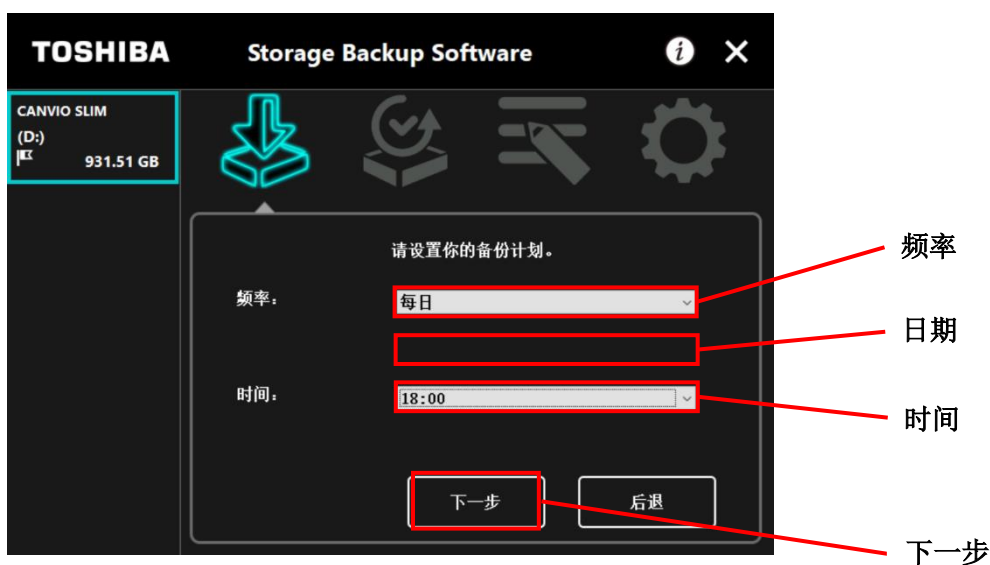 TOSHIBA Storage Backup Software i
CANVIO SLIM
(D:)
931.51 GB
请设置你的备份计划。
频率：
每日
时间：
18:00
下一步
后退
频率
日期
时间
下一步